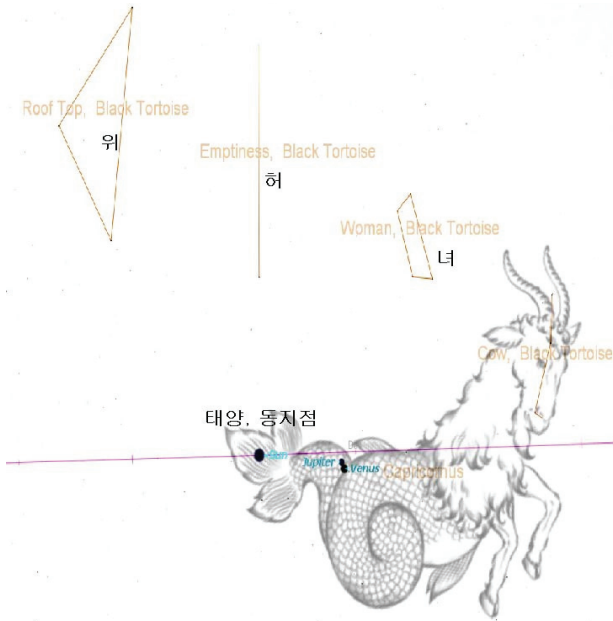 Roof Top, Black Tortoise
위
Emptiness, Black Tortoise
허
Woman, Black Tortoise
녀
Cow, Black Tortoise
태양, 동지점
Jupiter
Venus
Capricornus